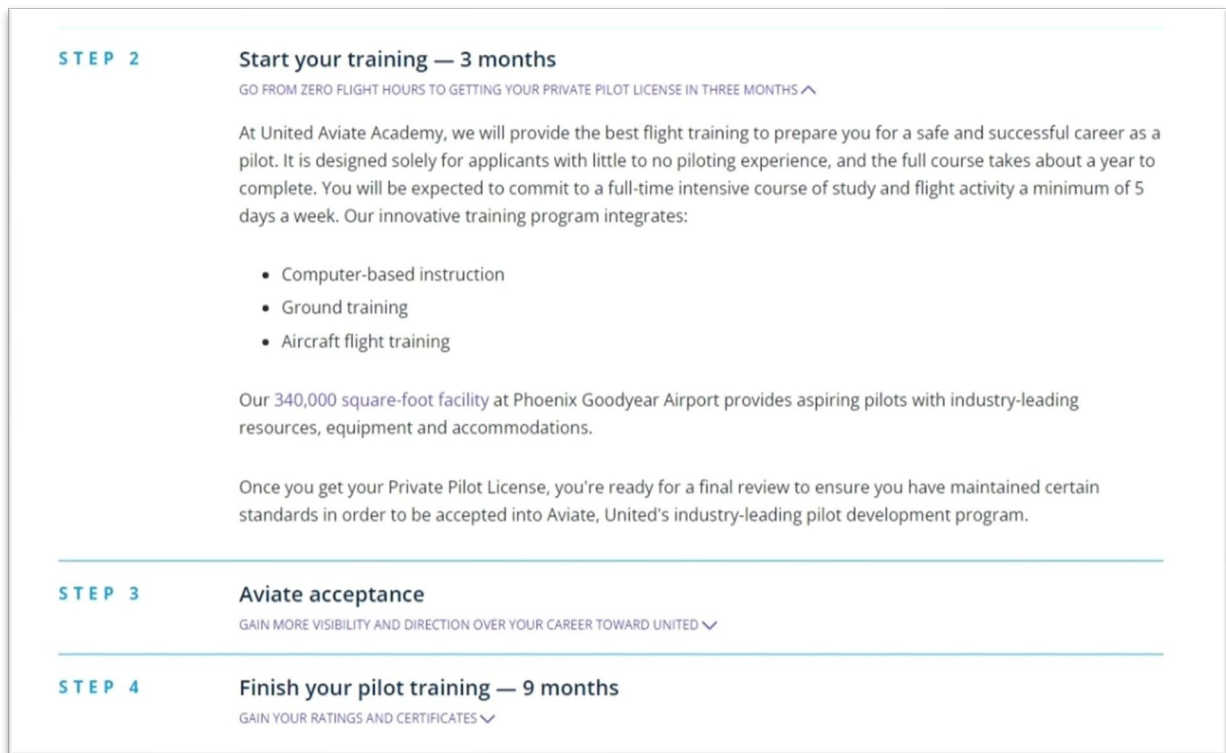 STEP 2
Start your training — 3 months
GO FROM ZERO FLIGHT HOURS TO GETTING YOUR PRIVATE PILOT LICENSE IN THREE MONTHS
At United Aviate Academy, we will provide the best flight training to prepare you for a safe and successful career as a
pilot. It is designed solely for applicants with little to no piloting experience, and the full course takes about a year to
complete. You will be expected to commit to a full-time intensive course of study and flight activity a minimum of 5
days a week. Our innovative training program integrates:
• Computer-based instruction
• Ground training
• Aircraft flight training
Our 340,000 square-foot facility at Phoenix Goodyear Airport provides aspiring pilots with industry-leading
resources, equipment and accommodations.
Once you get your Private Pilot License, you're ready for a final review to ensure you have maintained certain
standards in order to be accepted into Aviate, United's industry-leading pilot development program.
STEP 3
Aviate acceptance
GAIN MORE VISIBILITY AND DIRECTION OVER YOUR CAREER TOWARD UNITED
STEP 4
Finish your pilot training — 9 months
GAIN YOUR RATINGS AND CERTIFICATES